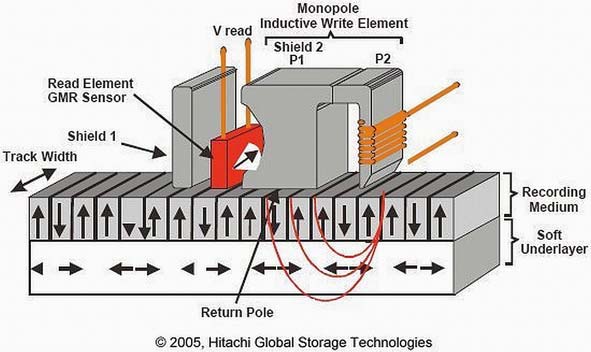 Monopole
Inductive Write Element
V read
Shield 2
P1
P2
Read Element
GMR Sensor
Shield 1
Track Width
Recording
Medium
Soft
Underlayer
Return Pole
© 2005, Hitachi Global Storage Technologies